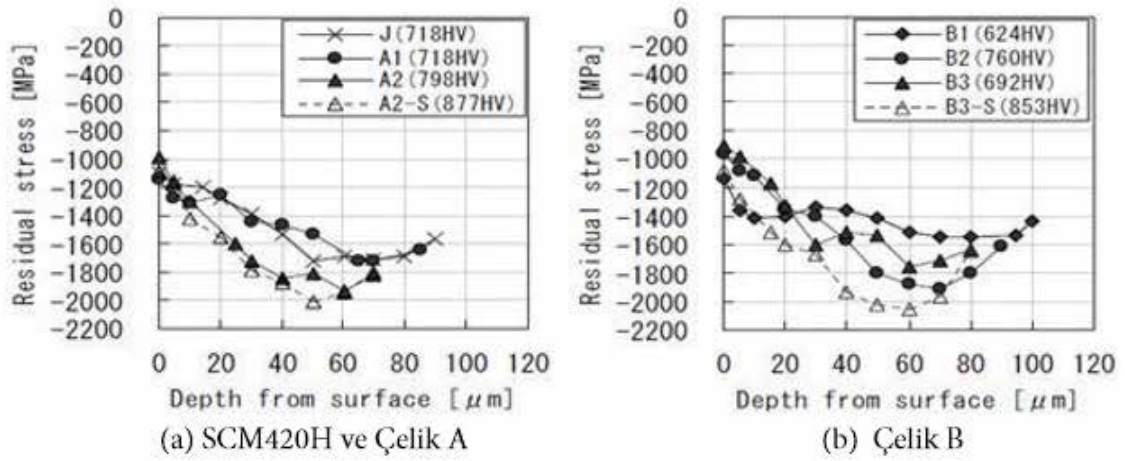 0
-200
-400
-600
-800
-1000
-1200
-1400
-1600
-1800
-2000
-2200
Residual stress [MPa]
J(718HV)
A1(718HV)
A2(798HV)
A2-S(877HV)
0 20 40 60 80 100 120
Depth from surface [μm]
(a) SCM420H ve Çelik A
0
-200
-400
-600
-800
-1000
-1200
-1400
-1600
-1800
-2000
-2200
Residual stress [MPa]
B1(624HV)
B2(760HV)
B3(692HV)
B3-S(853HV)
0 20 40 60 80 100 120
Depth from surface [μm]
(b) Çelik B